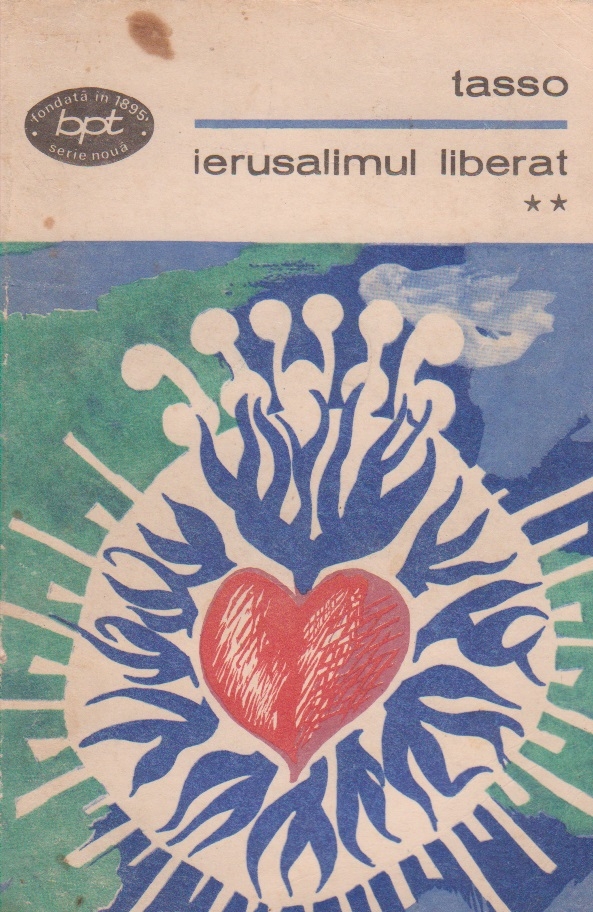 tasso
fondată în 1895
bpt
serie nouă
ierusalimul liberat
**